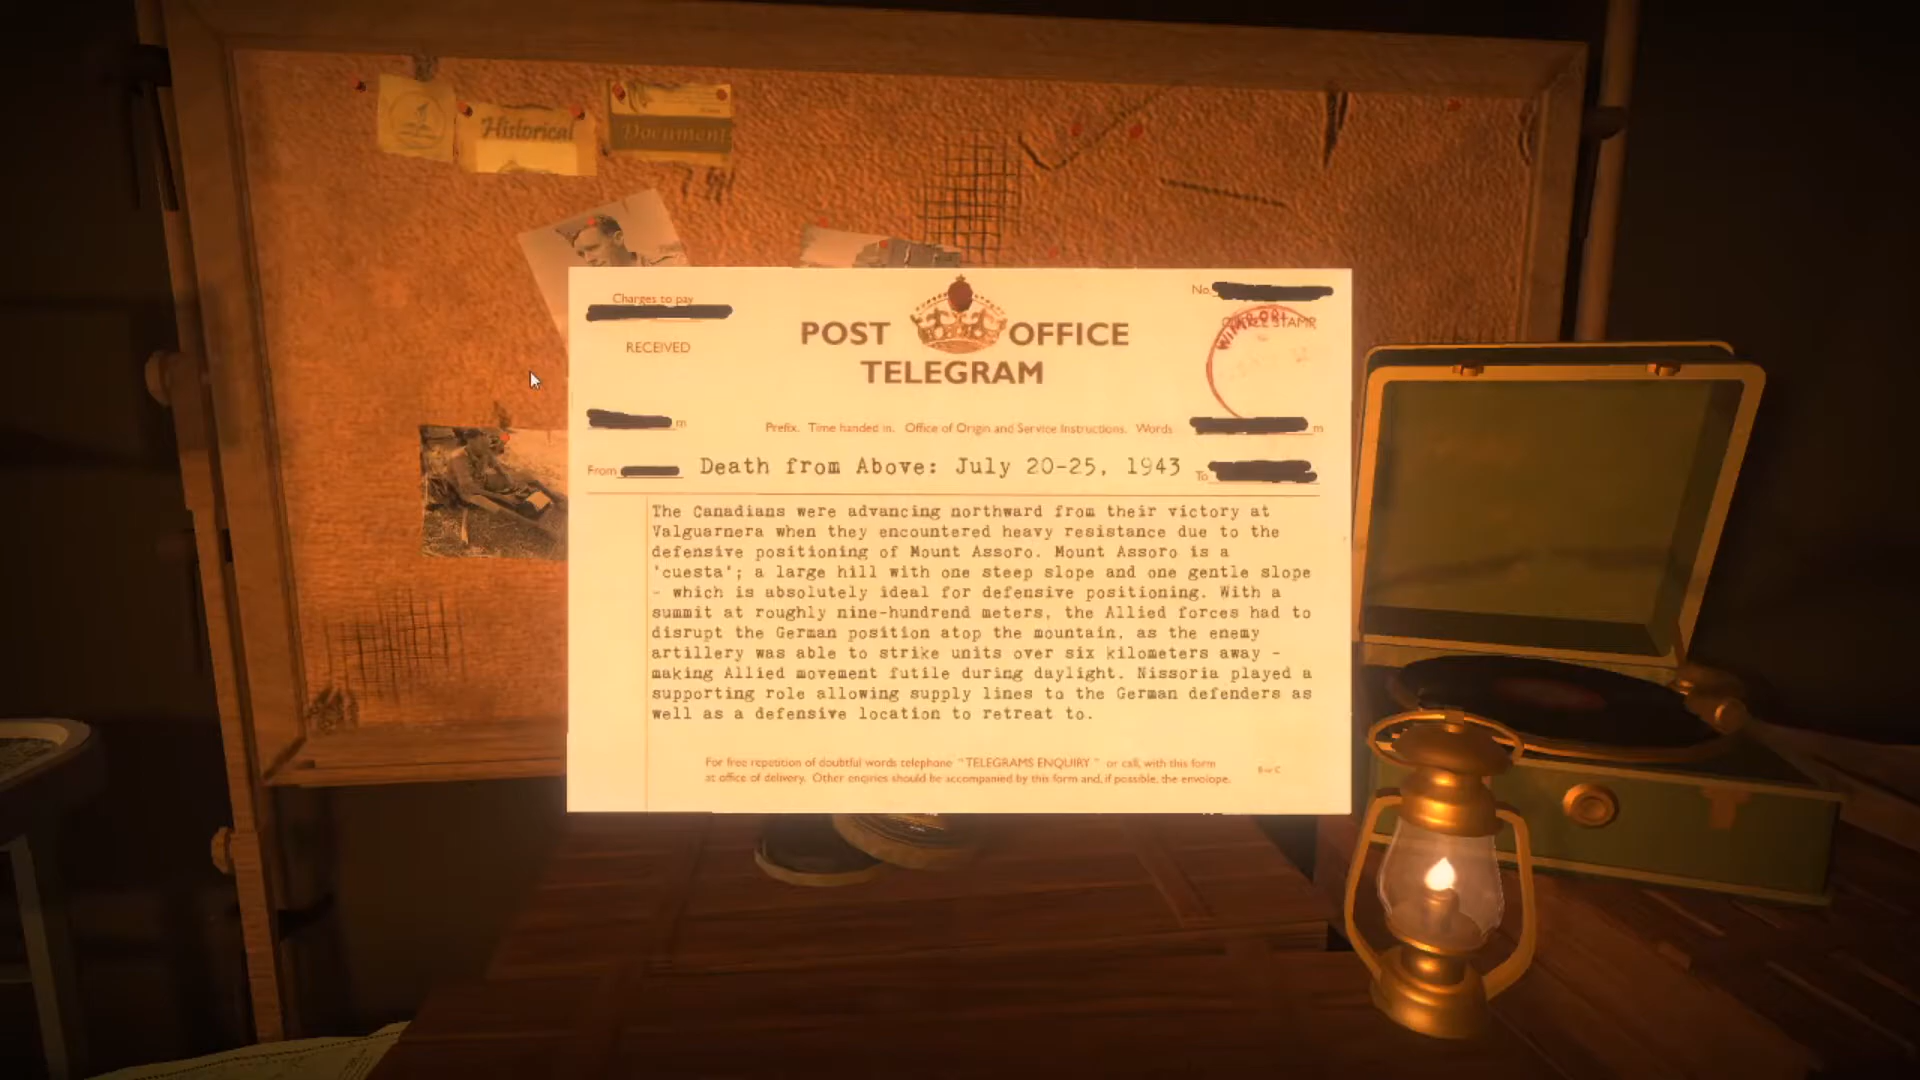 Historical
Document
Charges to pay
RECEIVED
POST OFFICE
TELEGRAM
No
OFFICE STAMP
m
Prefix. Time handed in. Office of Origin and Service Instructions. Words
m
From
Death from Above: July 20-25, 1943
To
The Canadians were advancing northward from their victory at
Valguarnera when they encountered heavy resistance due to the
defensive positioning of Mount Assoro. Mount Assoro is a
'cuesta'; a large hill with one steep slope and one gentle slope
- which is absolutely ideal for defensive positioning. With a
summit at roughly nine-hundrend meters, the Allied forces had to
disrupt the German position atop the mountain, as the enemy
artillery was able to strike units over six kilometers away -
making Allied movement futile during daylight. Nissoria played a
supporting role allowing supply lines to the German defenders as
well as a defensive location to retreat to.
For free repetition of doubtful words telephone "TELEGRAMS ENQUIRY" or call, with this form
at office of delivery. Other enqiries should be accompanied by this form and, if possible, the envelope.
B or C